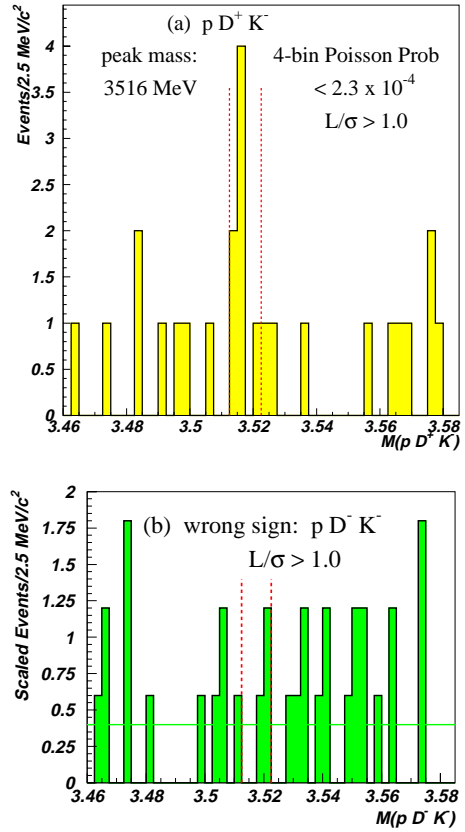 (a) p D⁺ K⁻
peak mass:
3516 MeV
4-bin Poisson Prob
< 2.3 x 10⁻⁴
L/σ > 1.0
Events/2.5 MeV/c²
4
3.5
3
2.5
2
1.5
1
0.5
0
3.46 3.48 3.5 3.52 3.54 3.56 3.58
M(p D⁺ K⁻)
(b) wrong sign: p D⁻ K⁻
L/σ > 1.0
Scaled Events/2.5 MeV/c²
2
1.75
1.5
1.25
1
0.75
0.5
0.25
0
3.46 3.48 3.5 3.52 3.54 3.56 3.58
M(p D⁻ K⁻)